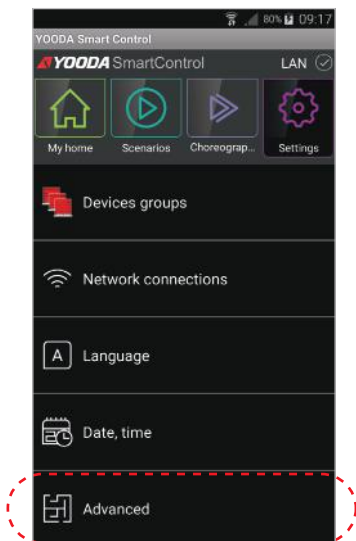 80% 09:17
YOODA Smart Control
YOODA SmartControl LAN
My home Scenarios Choreograp... Settings
Devices groups
Network connections
A Language
Date, time
Advanced